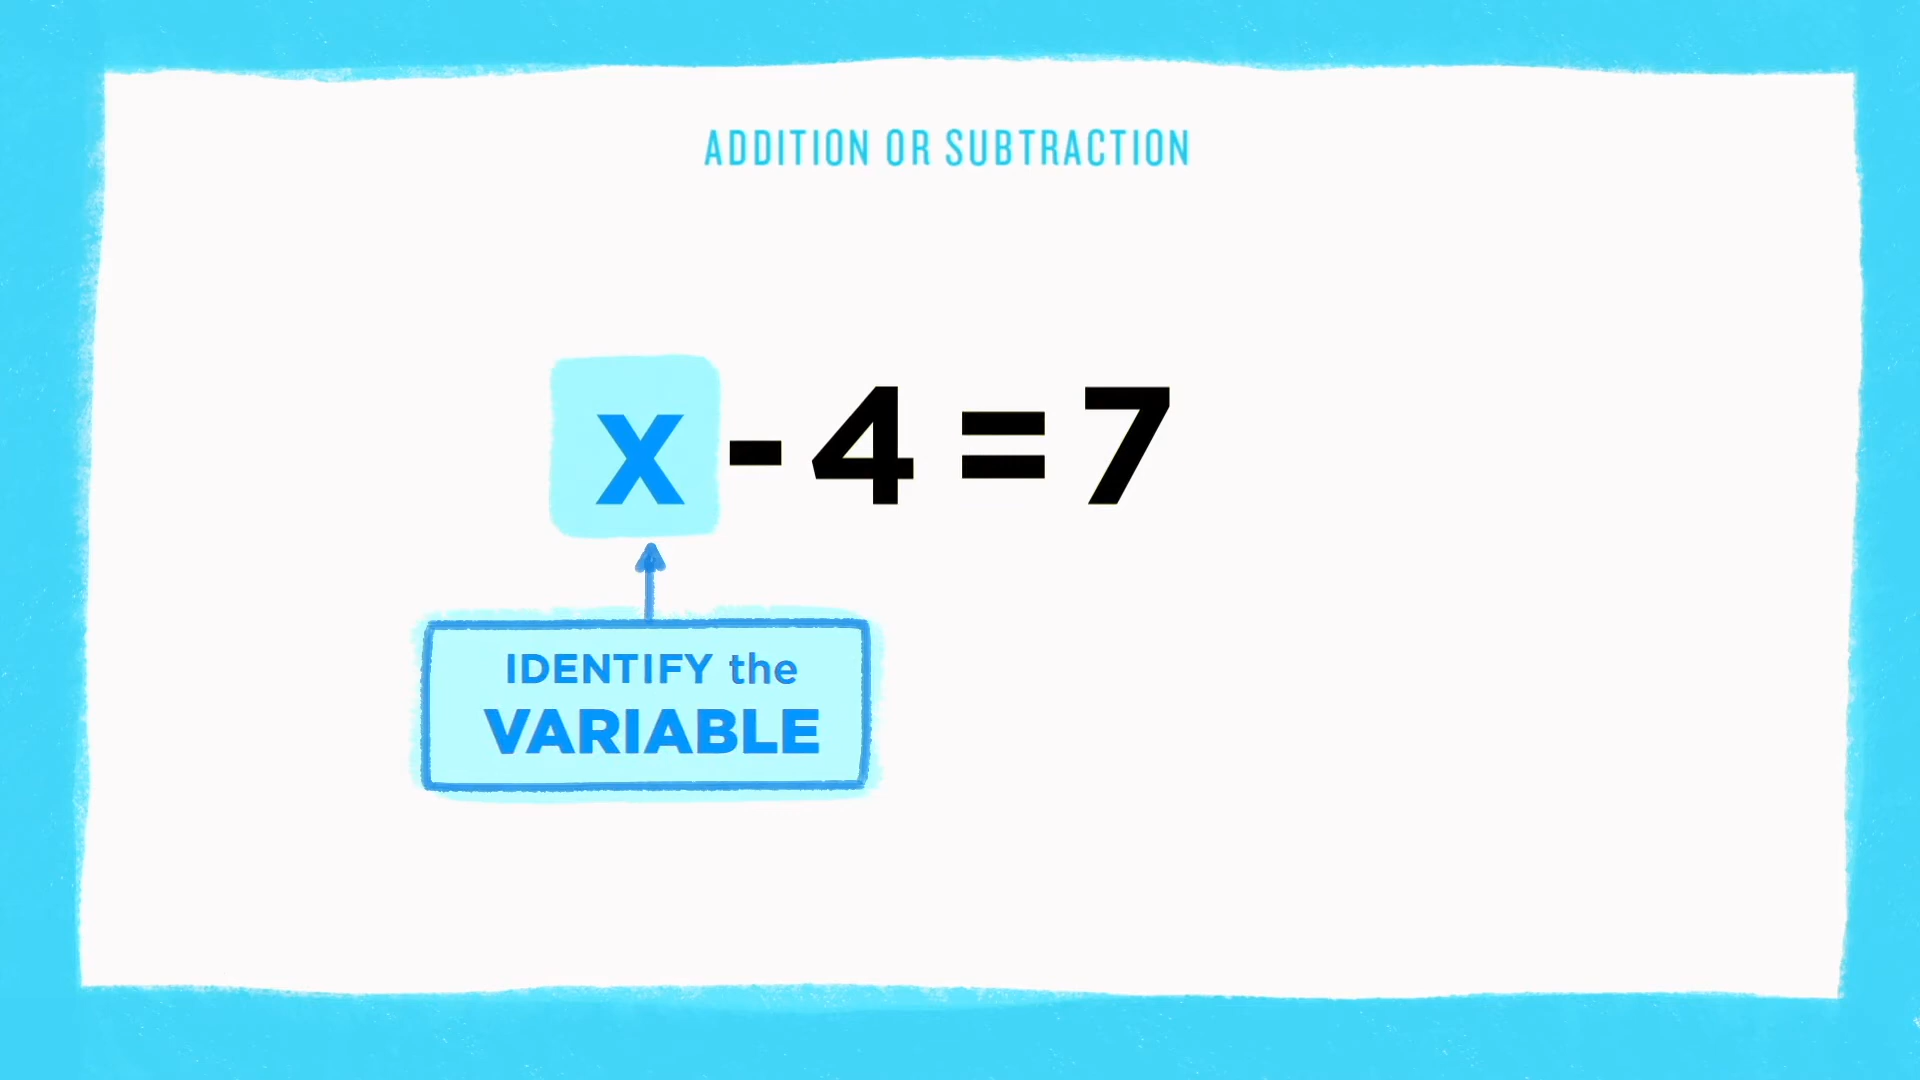 ADDITION OR SUBTRACTION
x - 4 = 7
IDENTIFY the
VARIABLE